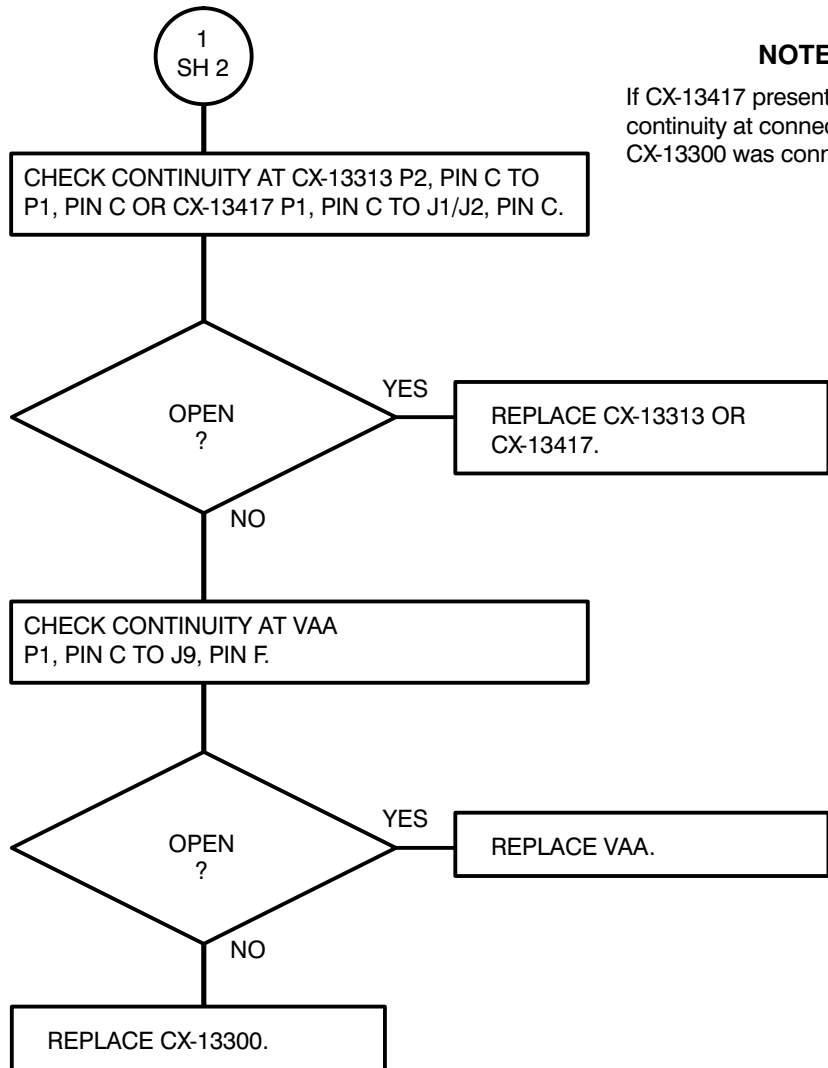 1
SH 2
NOTE
If CX-13417 present
continuity at connec
CX-13300 was conn
CHECK CONTINUITY AT CX-13313 P2, PIN C TO
P1, PIN C OR CX-13417 P1, PIN C TO J1/J2, PIN C.
OPEN
?
YES
REPLACE CX-13313 OR
CX-13417.
NO
CHECK CONTINUITY AT VAA
P1, PIN C TO J9, PIN F.
OPEN
?
YES
REPLACE VAA.
NO
REPLACE CX-13300.